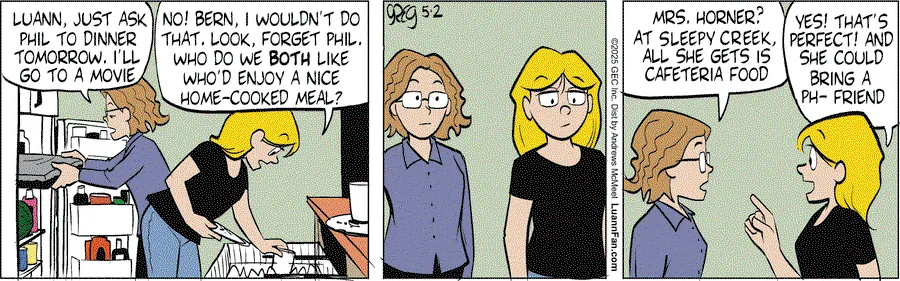 LUANN, JUST ASK
PHIL TO DINNER
TOMORROW. I'LL
GO TO A MOVIE
NO! BERN, I WOULDN'T DO
THAT. LOOK, FORGET PHIL.
WHO DO WE BOTH LIKE
WHO'D ENJOY A NICE
HOME-COOKED MEAL?
GREG 5·2
©2025 GEC Inc. Dist by Andrews McMeel LuannFan.com
MRS. HORNER?
AT SLEEPY CREEK,
ALL SHE GETS IS
CAFETERIA FOOD
YES! THAT'S
PERFECT! AND
SHE COULD
BRING A
PH- FRIEND